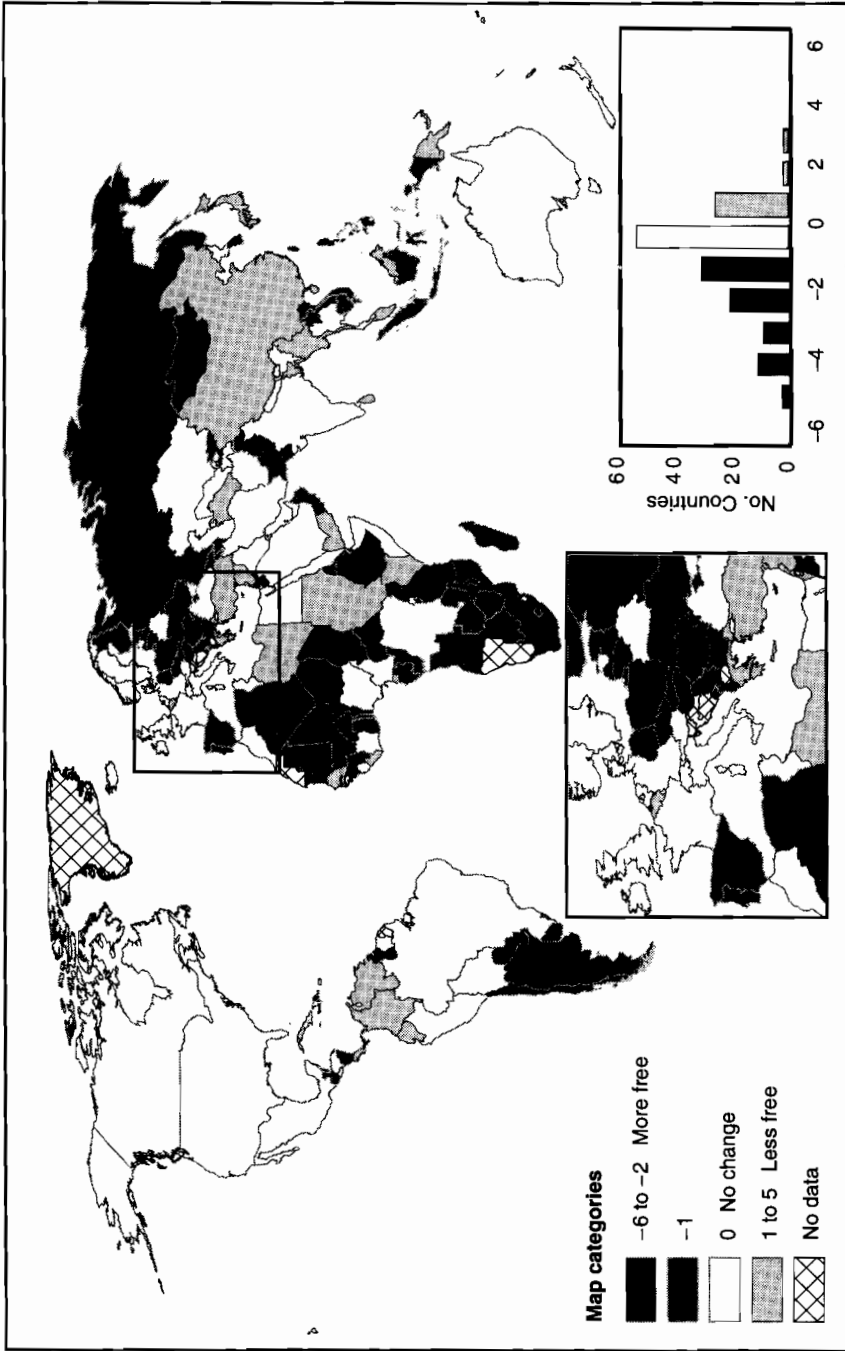 Map categories
−6 to −2 More free
−1
0 No change
1 to 5 Less free
No data
No. Countries
60
40
20
0
−6
−4
−2
0
2
4
6